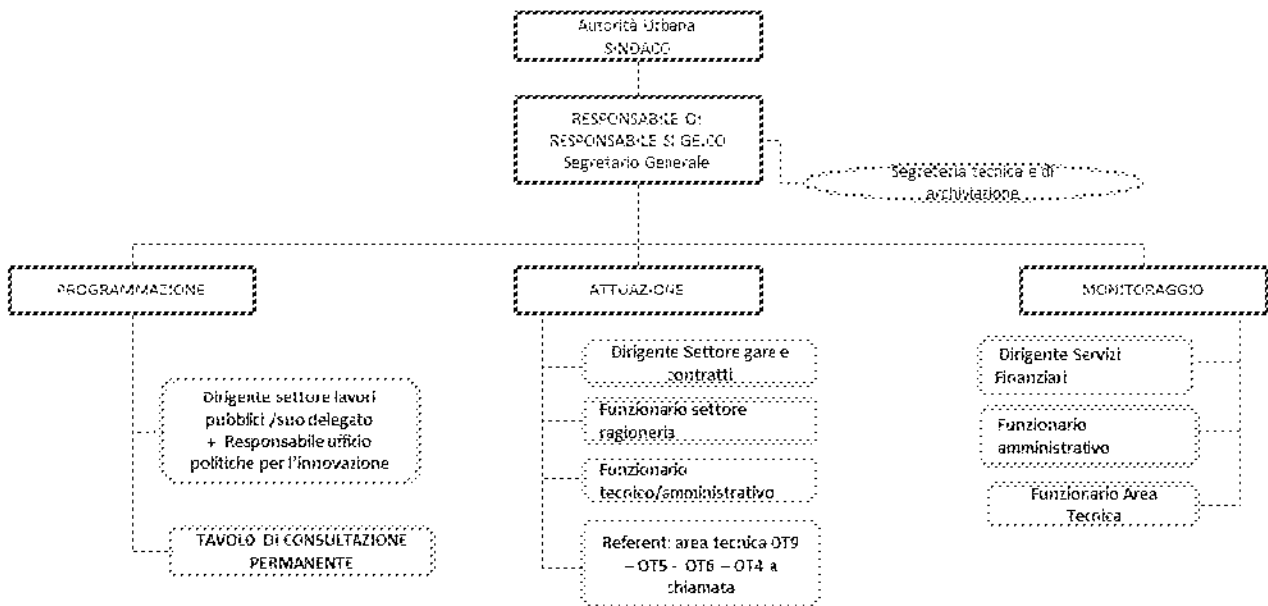 Autorità Urbana
SINDACO
RESPONSABILE OI
RESPONSABILE SI.GE.CO
Segretario Generale
Segreteria tecnica e di
archiviazione
PROGRAMMAZIONE
ATTUAZIONE
MONITORAGGIO
Dirigente settore lavori
pubblici /suo delegato
+ Responsabile ufficio
politiche per l'innovazione
TAVOLO DI CONSULTAZIONE
PERMANENTE
Dirigente Settore gare e
contratti
Funzionario settore
ragioneria
Funzionario
tecnico/amministrativo
Referenti area tecnica OT9
– OT5 - OT6 – OT4 a
chiamata
Dirigente Servizi
Finanziari
Funzionario
amministrativo
Funzionario Area
Tecnica